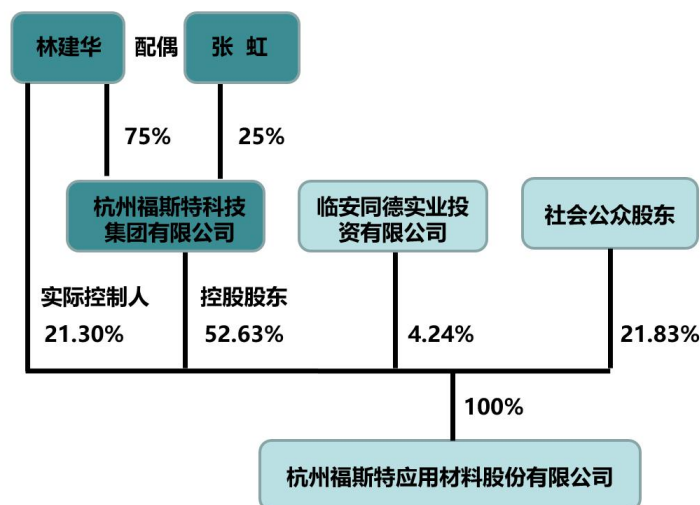 林建华
配偶
张 虹
75%
25%
杭州福斯特科技
集团有限公司
临安同德实业投
资有限公司
社会公众股东
实际控制人
21.30%
控股股东
52.63%
4.24%
21.83%
100%
杭州福斯特应用材料股份有限公司